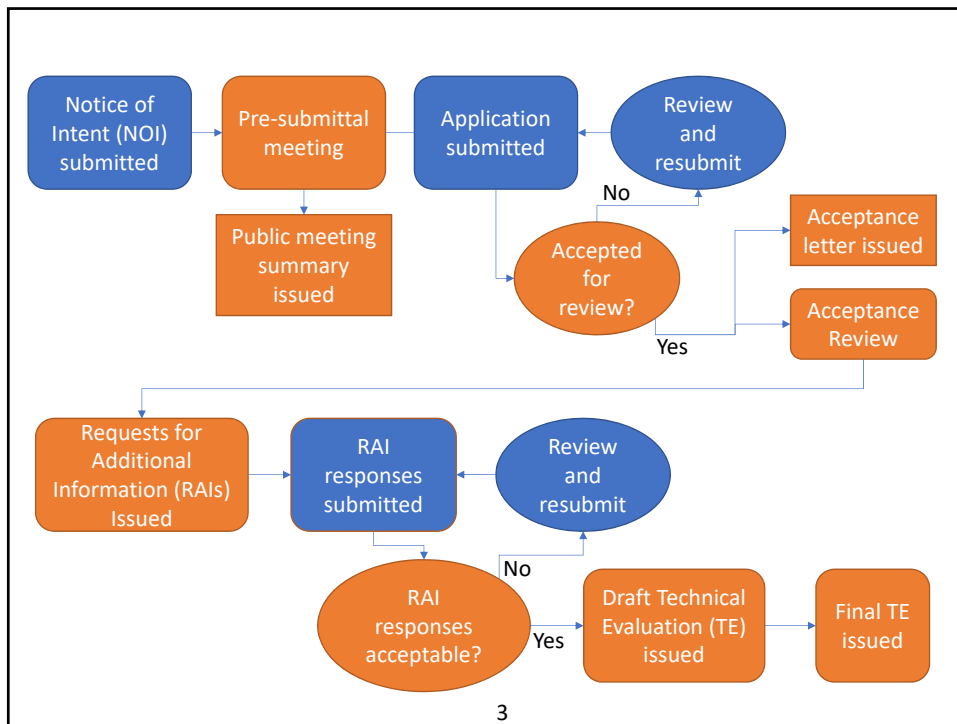 Notice of
Intent (NOI)
submitted
Pre-submittal
meeting
Application
submitted
Review
and
resubmit
No
Public meeting
summary
issued
Accepted
for
review?
Acceptance
letter issued
Yes
Acceptance
Review
Requests for
Additional
Information (RAIs)
Issued
RAI
responses
submitted
Review
and
resubmit
No
RAI
responses
acceptable?
Yes
Draft Technical
Evaluation (TE)
issued
Final TE
issued
3